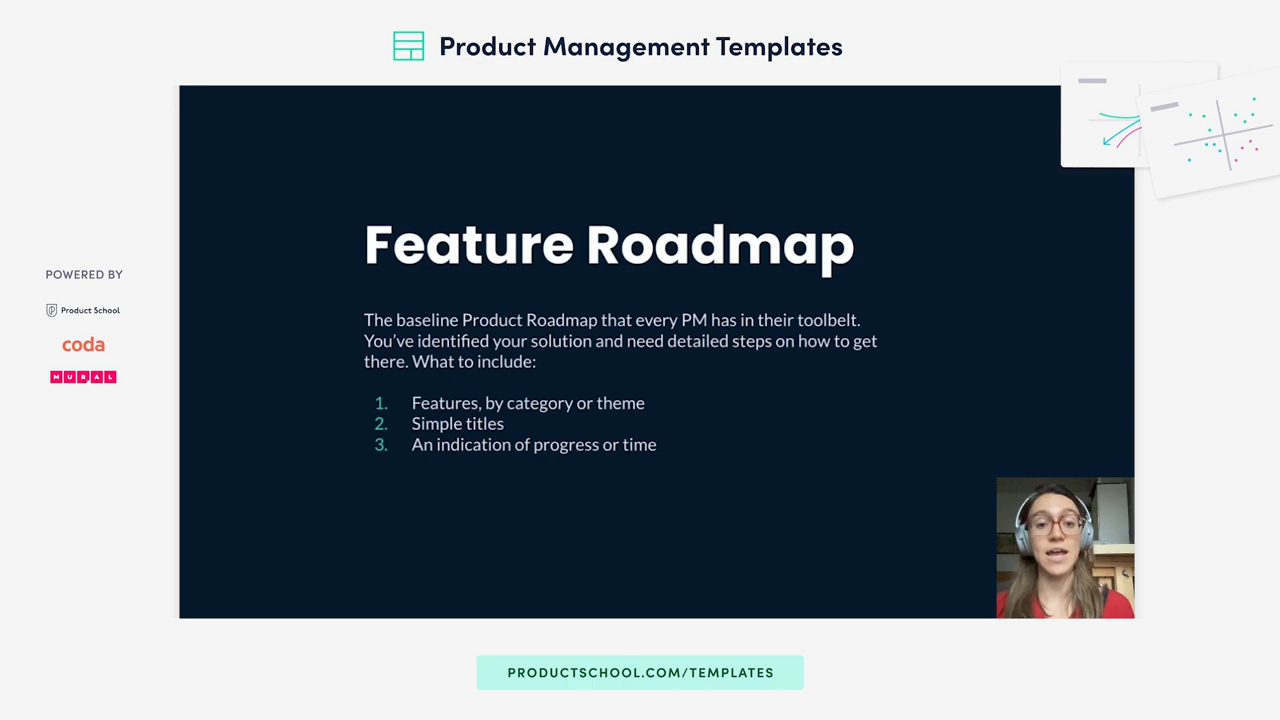 Product Management Templates
Feature Roadmap
The baseline Product Roadmap that every PM has in their toolbelt.
You’ve identified your solution and need detailed steps on how to get
there. What to include:
1. Features, by category or theme
2. Simple titles
3. An indication of progress or time
POWERED BY
Product School
coda
MURAL
PRODUCTSCHOOL.COM/TEMPLATES